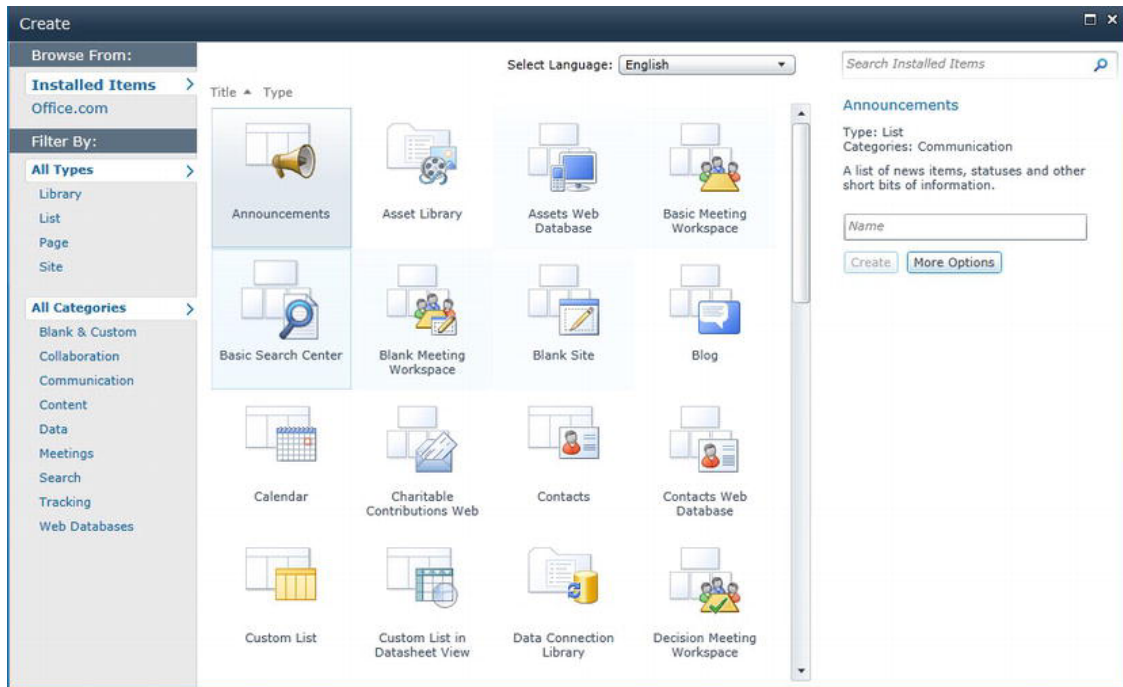 Create
Browse From:
Installed Items
Office.com
Filter By:
All Types
Library
List
Page
Site
All Categories
Blank & Custom
Collaboration
Communication
Content
Data
Meetings
Search
Tracking
Web Databases
Select Language: English
Title Type
Announcements
Asset Library
Assets Web
Database
Basic Meeting
Workspace
Basic Search Center
Blank Meeting
Workspace
Blank Site
Blog
Calendar
Charitable
Contributions Web
Contacts
Contacts Web
Database
Custom List
Custom List in
Datasheet View
Data Connection
Library
Decision Meeting
Workspace
Search Installed Items
Announcements
Type: List
Categories: Communication
A list of news items, statuses and other
short bits of information.
Name
Create More Options